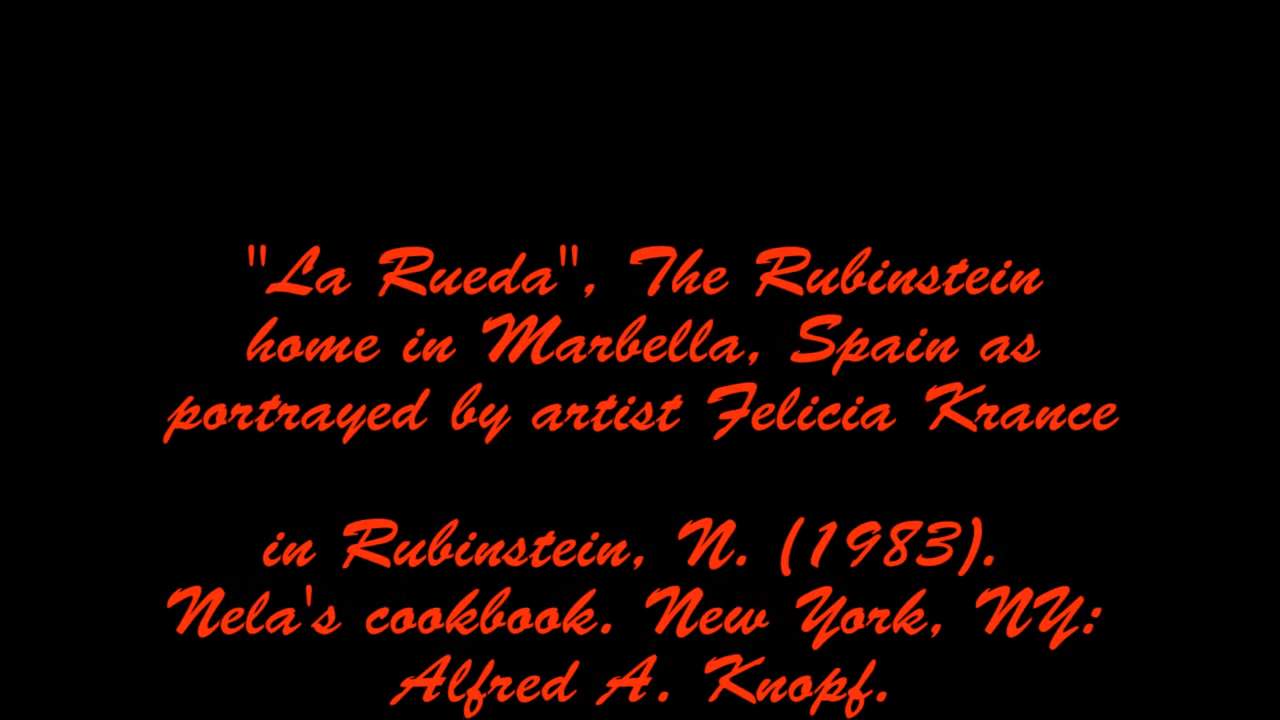 "La Rueda", The Rubinstein
home in Marbella, Spain as
portrayed by artist Felicia Krance
in Rubinstein, N. (1983).
Nela's cookbook. New York, NY:
Alfred A. Knopf.